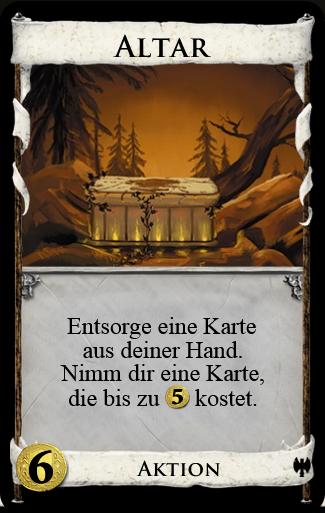 ALTAR
Entsorge eine Karte
aus deiner Hand.
Nimm dir eine Karte,
die bis zu 5 kostet.
6
AKTION